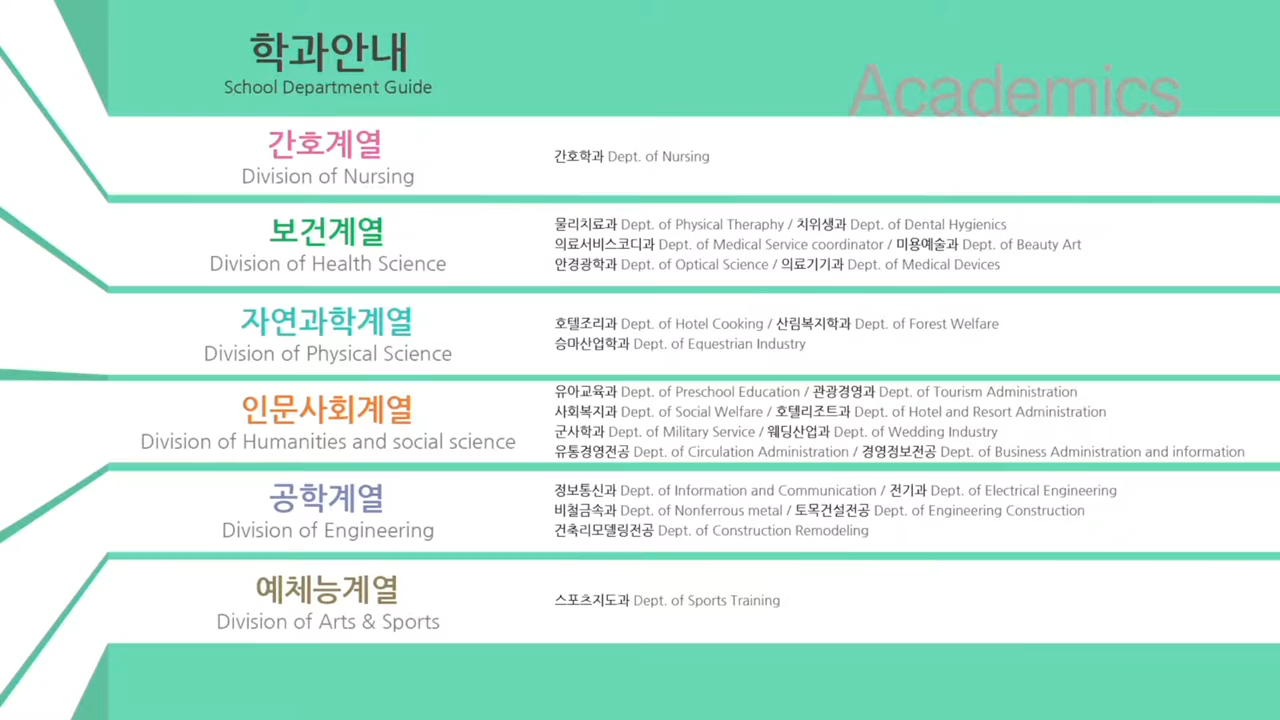 학과안내
School Department Guide
Academics
간호계열
Division of Nursing
간호학과 Dept. of Nursing
보건계열
Division of Health Science
물리치료과 Dept. of Physical Theraphy / 치위생과 Dept. of Dental Hygienics
의료서비스코디과 Dept. of Medical Service coordinator / 미용예술과 Dept. of Beauty Art
안경광학과 Dept. of Optical Science / 의료기기과 Dept. of Medical Devices
자연과학계열
Division of Physical Science
호텔조리과 Dept. of Hotel Cooking / 산림복지학과 Dept. of Forest Welfare
승마산업학과 Dept. of Equestrian Industry
인문사회계열
Division of Humanities and social science
유아교육과 Dept. of Preschool Education / 관광경영과 Dept. of Tourism Administration
사회복지과 Dept. of Social Welfare / 호텔리조트과 Dept. of Hotel and Resort Administration
군사학과 Dept. of Military Service / 웨딩산업과 Dept. of Wedding Industry
유통경영전공 Dept. of Circulation Administration / 경영정보전공 Dept. of Business Administration and information
공학계열
Division of Engineering
정보통신과 Dept. of Information and Communication / 전기과 Dept. of Electrical Engineering
비철금속과 Dept. of Nonferrous metal / 토목건설전공 Dept. of Engineering Construction
건축리모델링전공 Dept. of Construction Remodeling
예체능계열
Division of Arts & Sports
스포츠지도과 Dept. of Sports Training